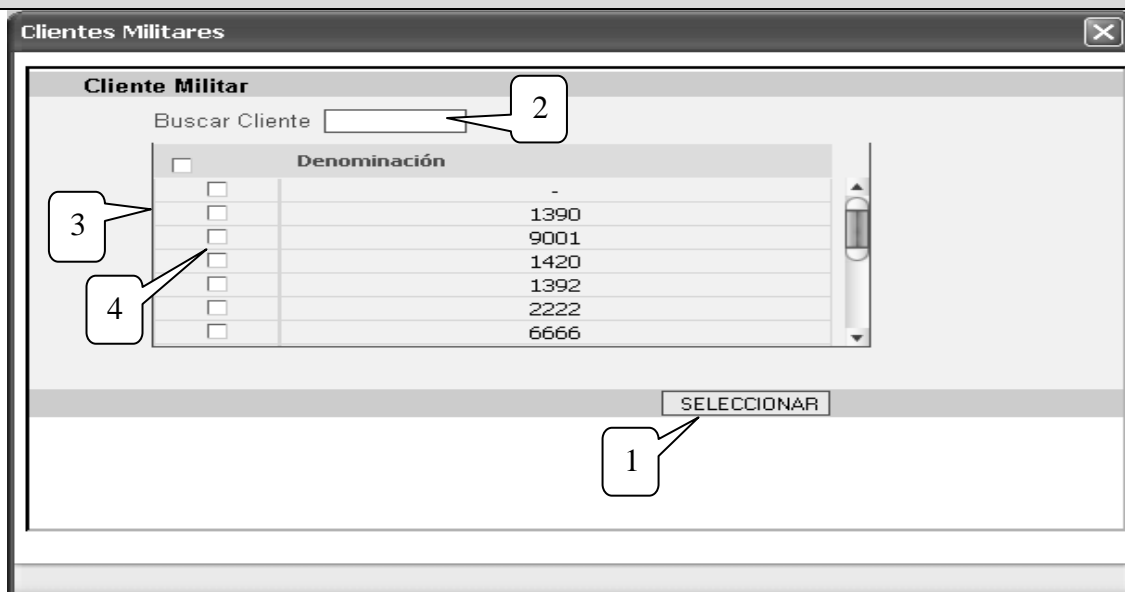 Clientes Militares
Cliente Militar
Buscar Cliente
2
Denominación
-
3
1390
9001
1420
4
1392
2222
6666
SELECCIONAR
1